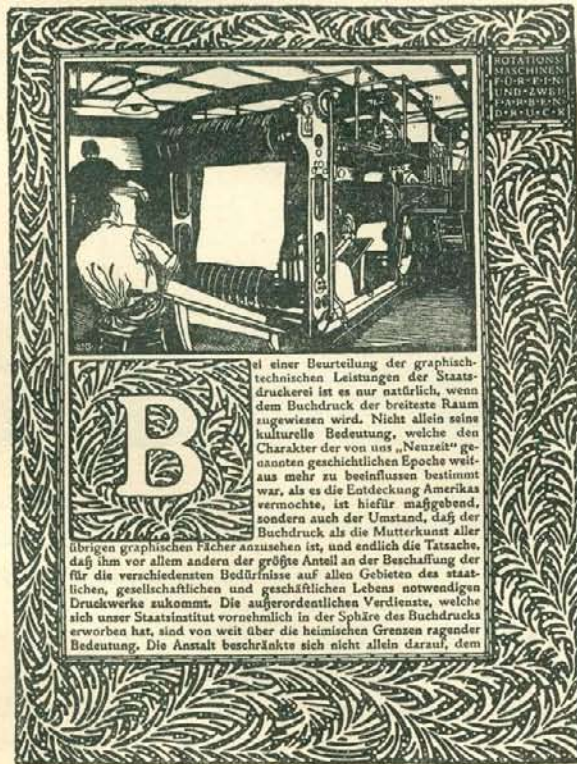 ROTATIONS
MASCHINEN
FÜR·EIN
UND·ZWEI
FARBEN
D·R·U·C·K
Bei einer Beurteilung der graphisch-
technischen Leistungen der Staats-
druckerei ist es nur natürlich, wenn
dem Buchdruck der breiteste Raum
zugewiesen wird. Nicht allein seine
kulturelle Bedeutung, welche den
Charakter der von uns „Neuzeit“ ge-
nannten geschichtlichen Epoche weit-
aus mehr zu beeinflussen bestimmt
war, als es die Entdeckung Amerikas
vermochte, ist hiefür maßgebend,
sondern auch der Umstand, daß der
Buchdruck als die Mutterkunst aller
übrigen graphischen Fächer anzusehen ist, und endlich die Tatsache,
daß ihm vor allem andern der größte Anteil an der Beschaffung der
für die verschiedensten Bedürfnisse auf allen Gebieten des staat-
lichen, gesellschaftlichen und geschäftlichen Lebens notwendigen
Druckwerke zukommt. Die außerordentlichen Verdienste, welche
sich unser Staatsinstitut vornehmlich in der Sphäre des Buchdrucks
erworben hat, sind von weit über die heimischen Grenzen ragender
Bedeutung. Die Anstalt beschränkte sich nicht allein darauf, dem